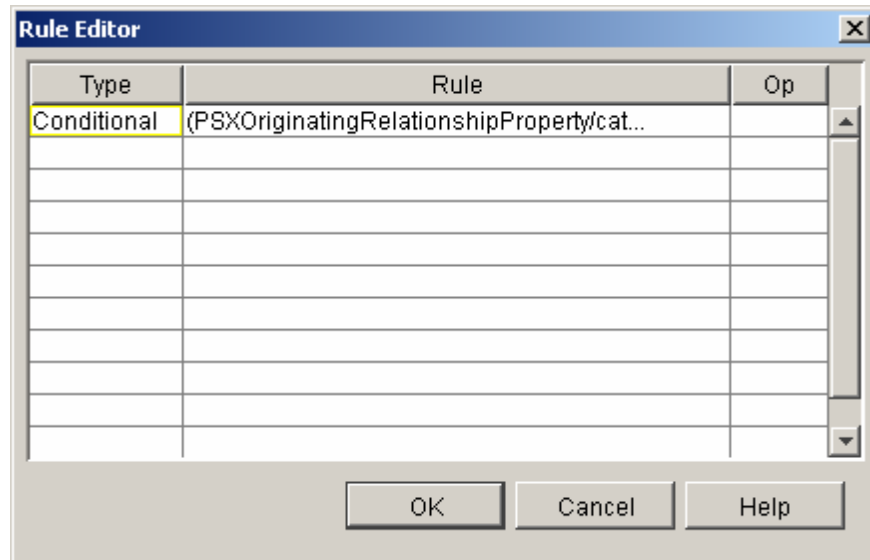 Rule Editor
Type Rule Op
Conditional (PSXOriginatingRelationshipProperty/cat...
OK Cancel Help